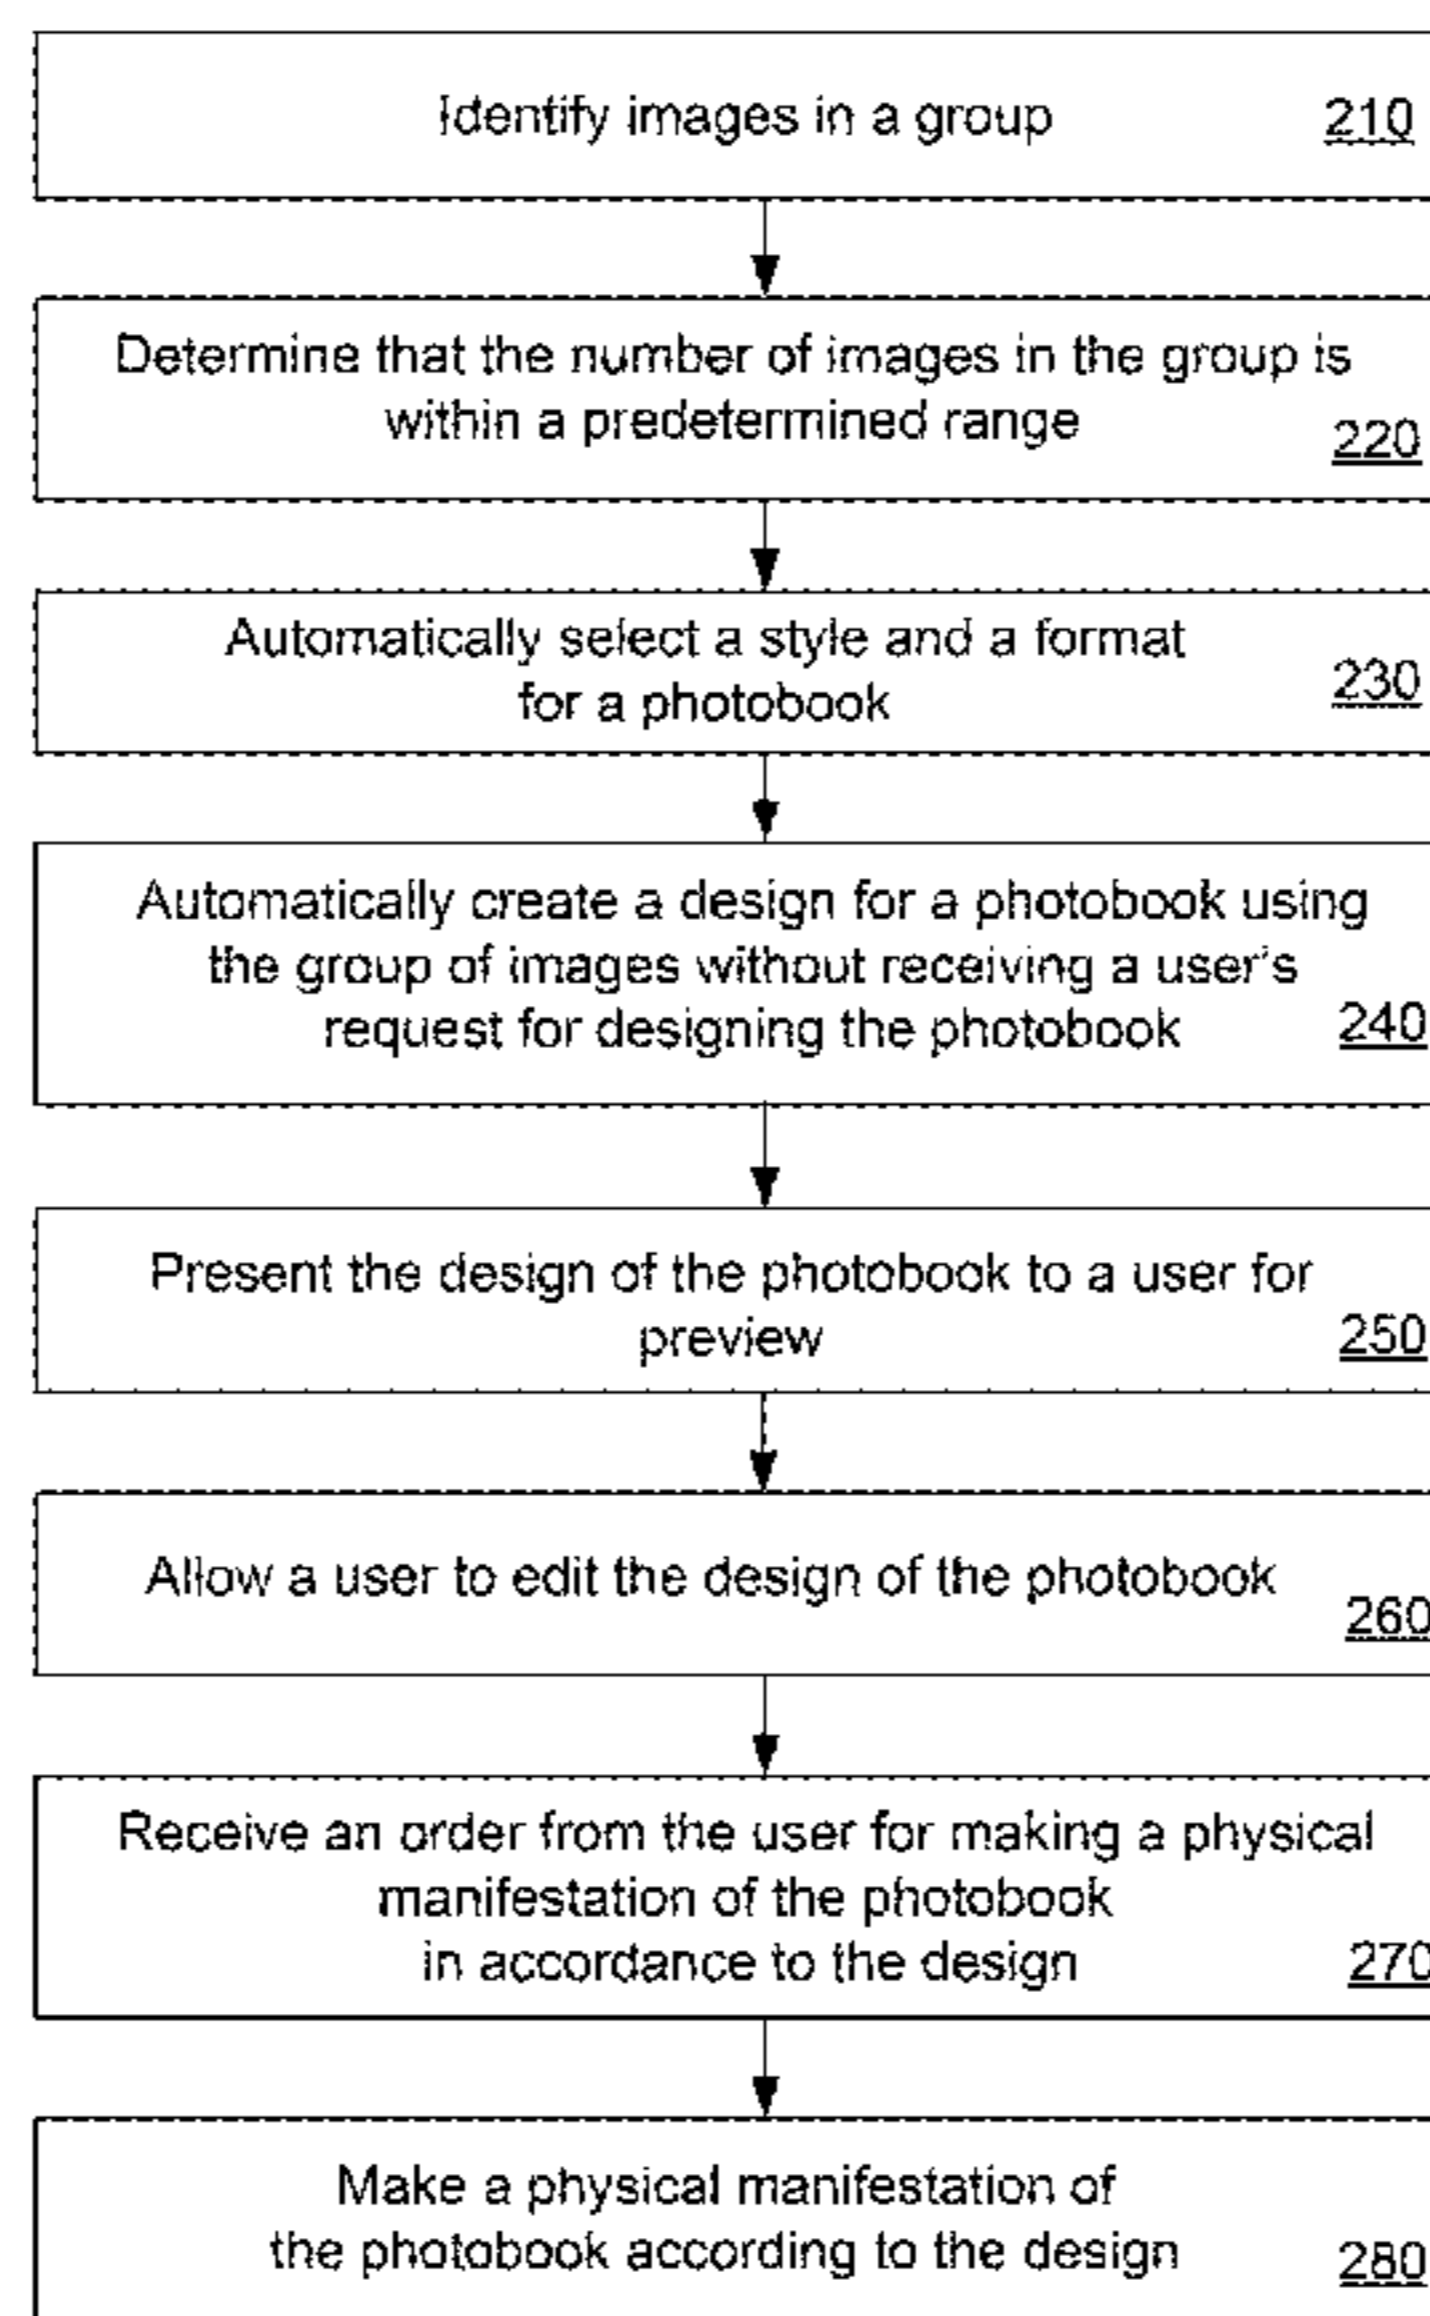 Identify images in a group 210
Determine that the number of images in the group is
within a predetermined range
220
Automatically select a style and a format
for a photobook
230
Automatically create a design for a photobook using
the group of images without receiving a user's
request for designing the photobook
240
Present the design of the photobook to a user for
preview
250
Allow a user to edit the design of the photobook
260
Receive an order from the user for making a physical
manifestation of the photobook
in accordance to the design
270
Make a physical manifestation of
the photobook according to the design
280